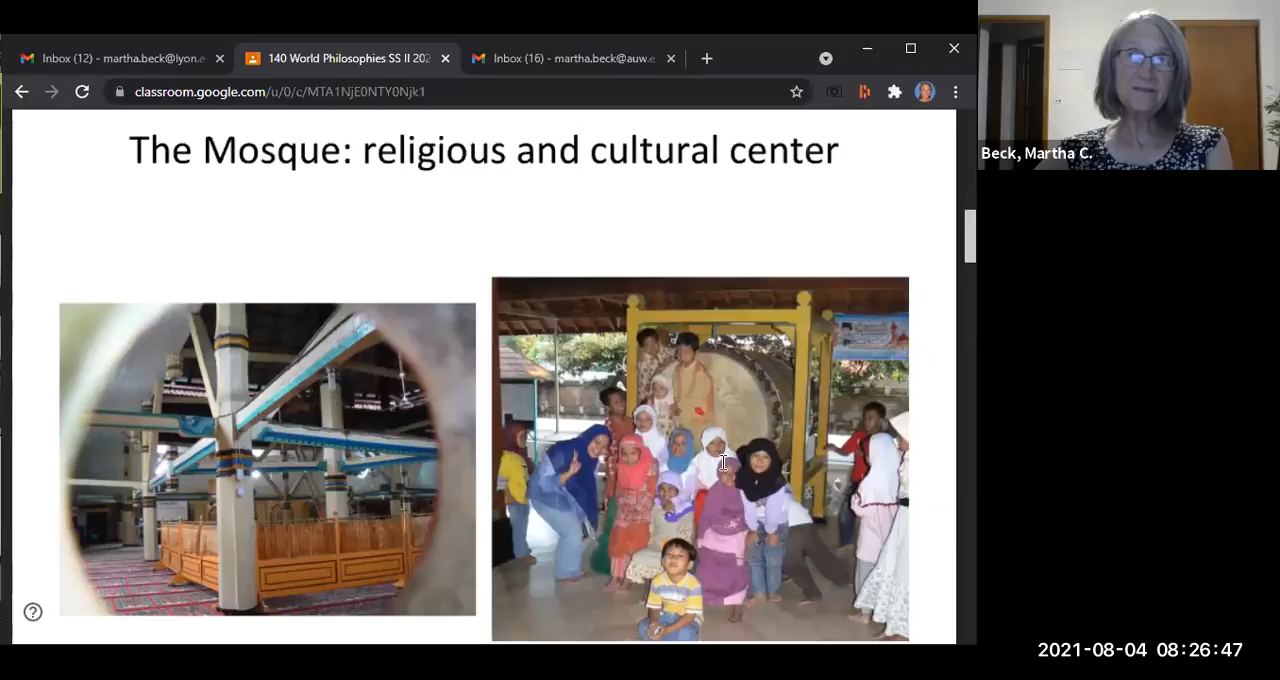 Inbox (12) - martha.beck@lyon.e
140 World Philosophies SS II 202
Inbox (16) - martha.beck@auw.e
classroom.google.com/u/0/c/MTA1NjE0NTY0Njk1
Beck, Martha C.
The Mosque: religious and cultural center
2021-08-04 08:26:47